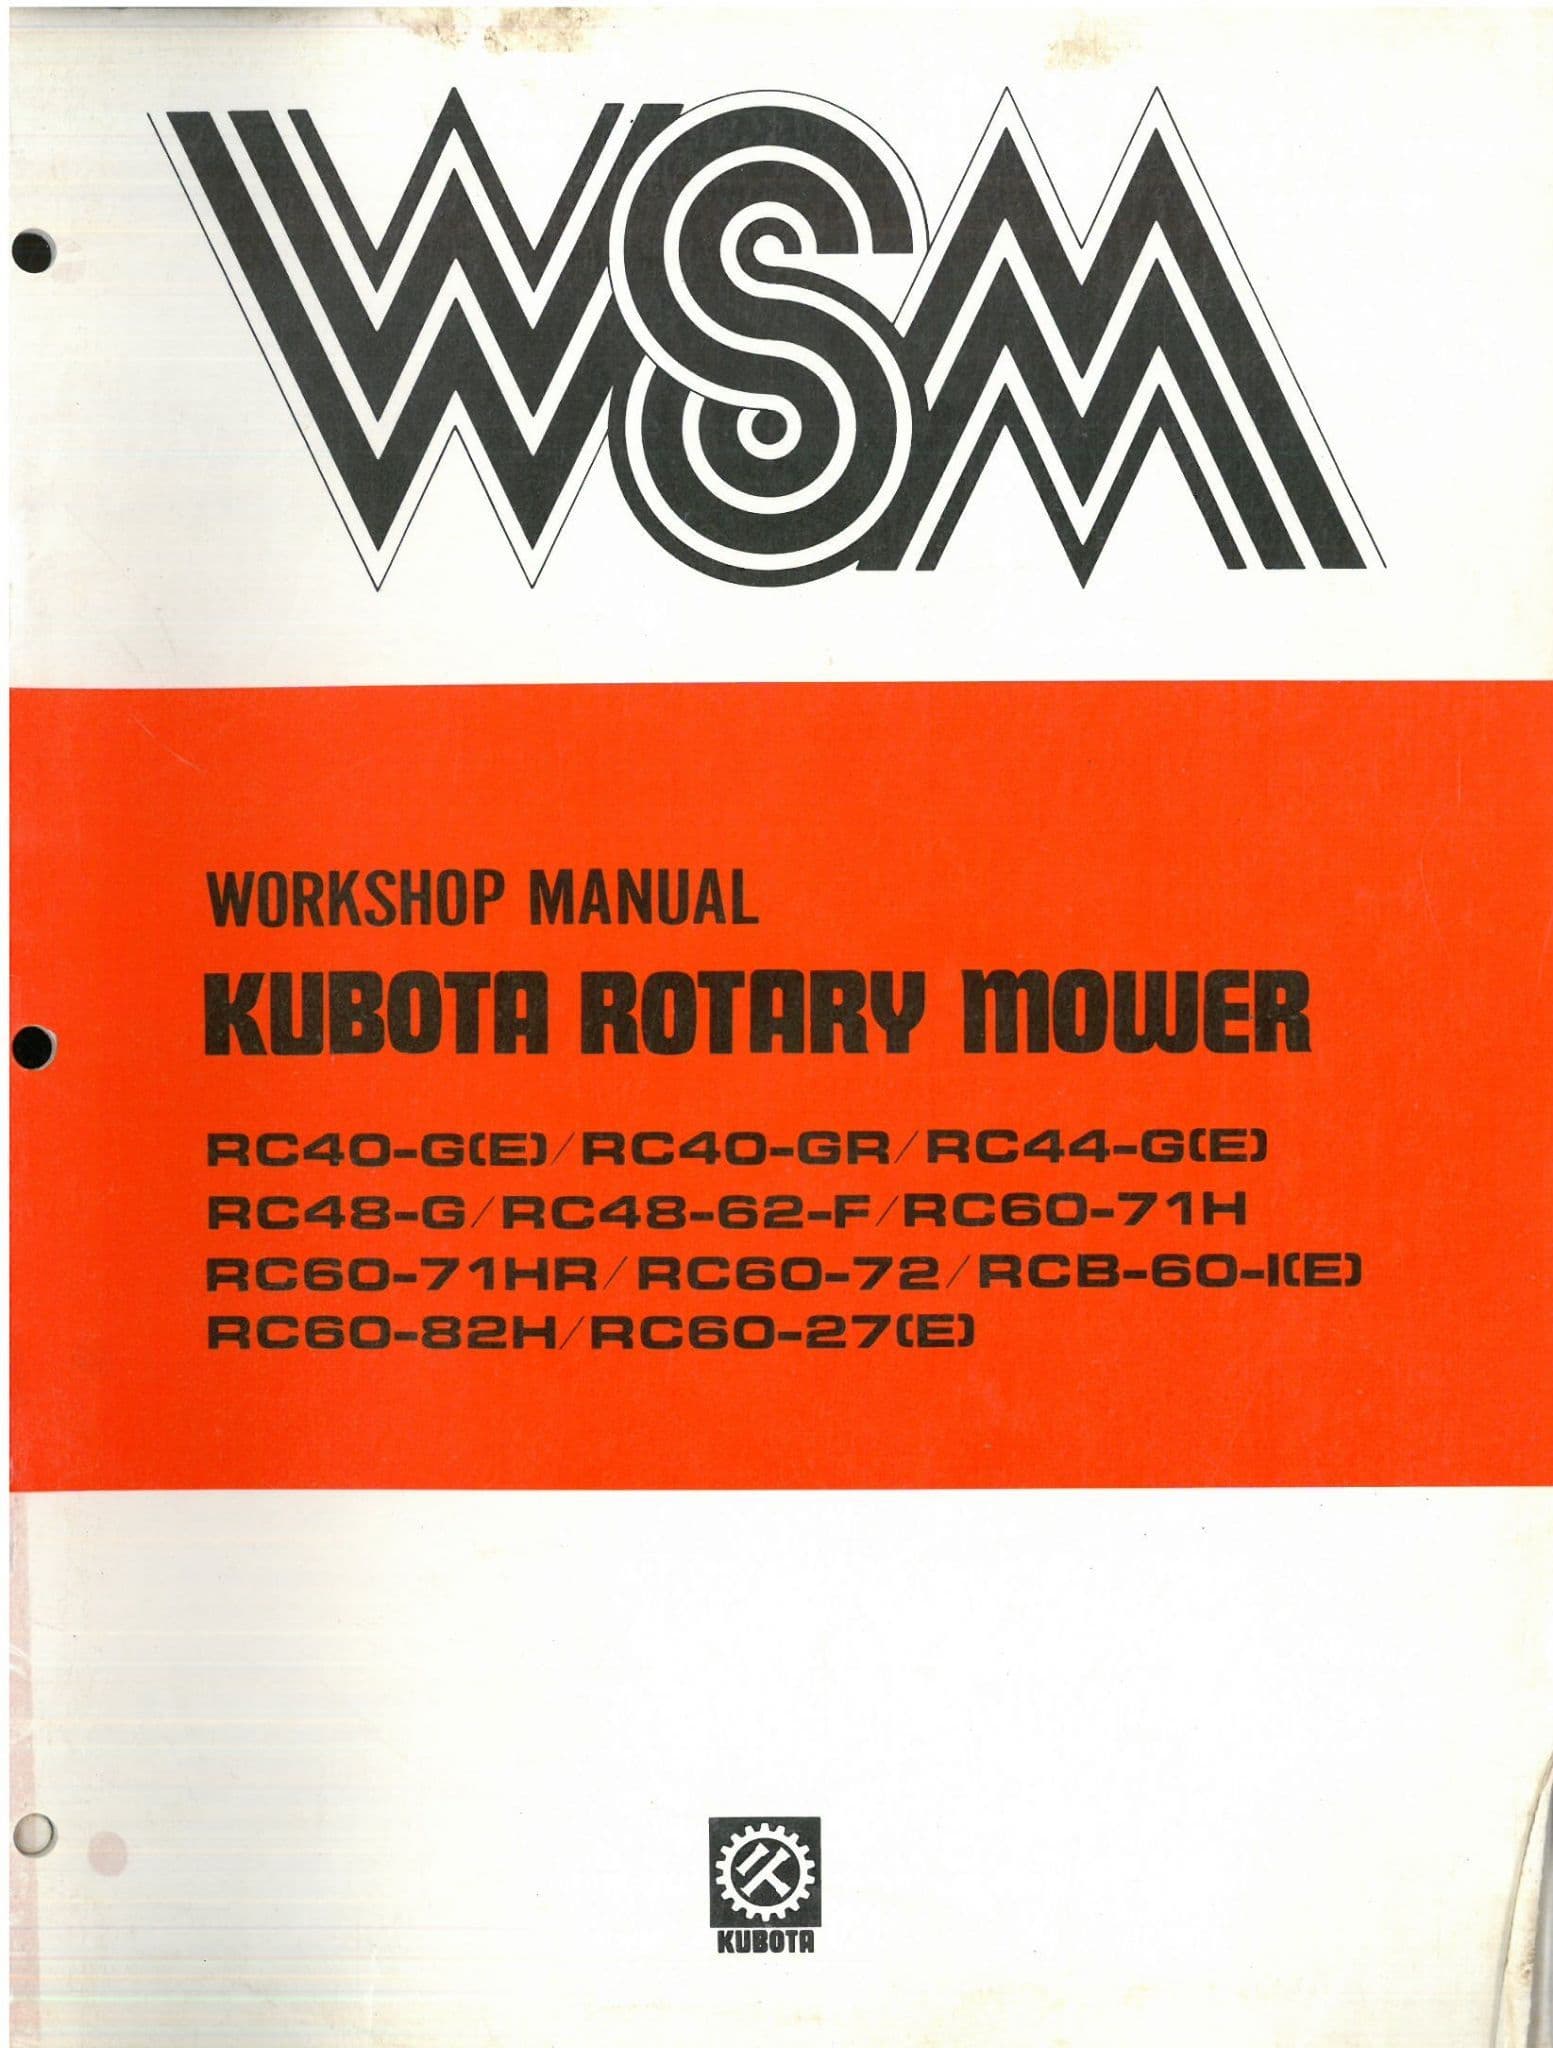 WSM
WORKSHOP MANUAL
KUBOTA ROTARY MOWER
RC40-G(E)/RC40-GR/RC44-G(E)
RC48-G/RC48-62-F/RC60-71H
RC60-71HR/RC60-72/RCB-60-I(E)
RC60-82H/RC60-27(E)
KUBOTA